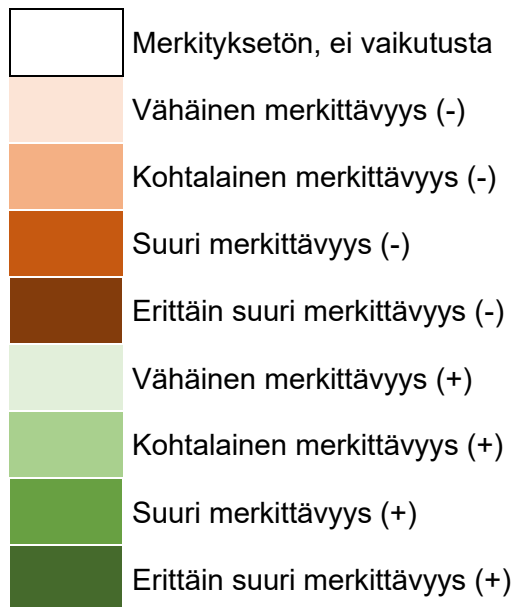 Merkityksetön, ei vaikutusta
Vähäinen merkittävyys (-)
Kohtalainen merkittävyys (-)
Suuri merkittävyys (-)
Erittäin suuri merkittävyys (-)
Vähäinen merkittävyys (+)
Kohtalainen merkittävyys (+)
Suuri merkittävyys (+)
Erittäin suuri merkittävyys (+)